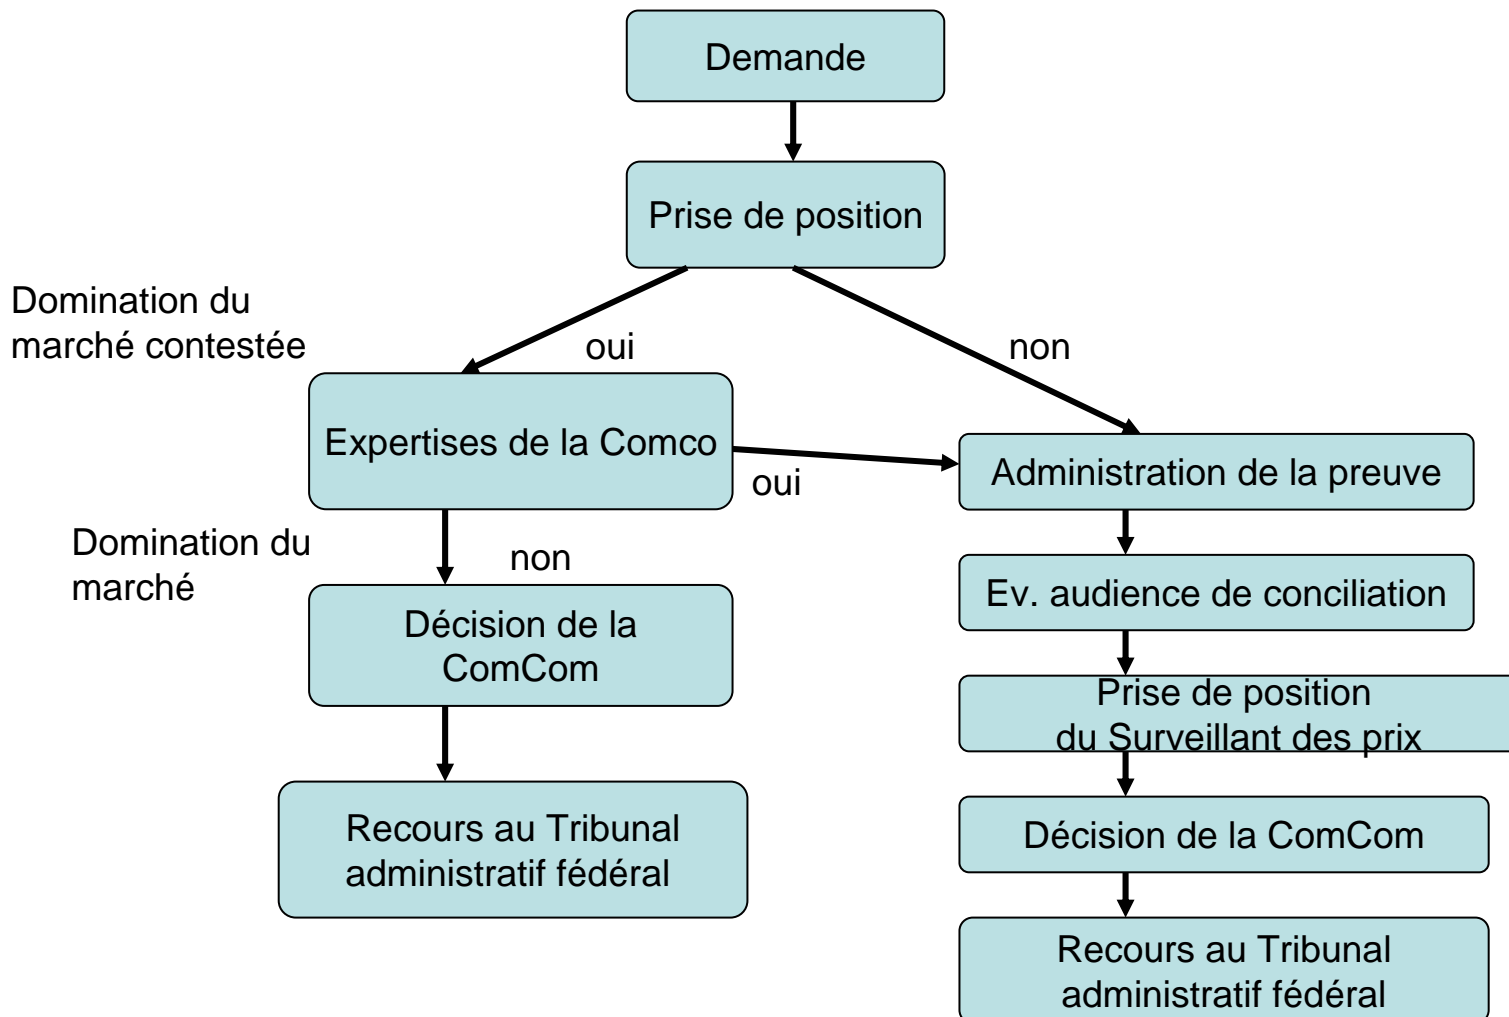 Demande
Prise de position
Domination du
marché contestée
oui
non
Expertises de la Comco
oui
Administration de la preuve
Domination du
marché
non
Ev. audience de conciliation
Décision de la
ComCom
Prise de position
du Surveillant des prix
Décision de la ComCom
Recours au Tribunal
administratif fédéral
Recours au Tribunal
administratif fédéral